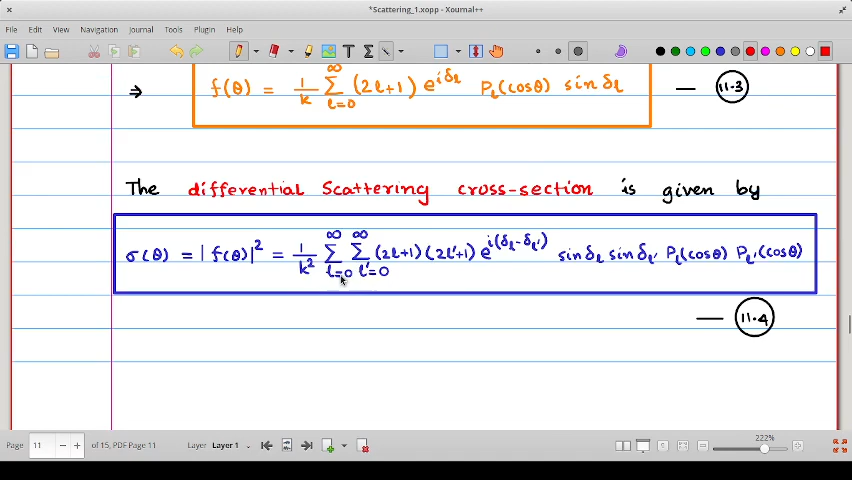 *Scattering_1.xopp - Xournal++
File Edit View Navigation Journal Tools Plugin Help
⇒ f(θ) = 1/k ∑_{l=0}^{∞} (2l+1) e^{iδ_l} P_l(cosθ) sin δ_l — 11.3
The differential Scattering cross-section is given by
σ(θ) = |f(θ)|^2 = 1/k^2 ∑_{l=0}^{∞} ∑_{l'=0}^{∞} (2l+1) (2l'+1) e^{i(δ_l - δ_{l'})} sin δ_l sin δ_{l'} P_l(cosθ) P_{l'}(cosθ)
— 11.4
Page 11 of 15, PDF Page 11 Layer Layer 1 222%